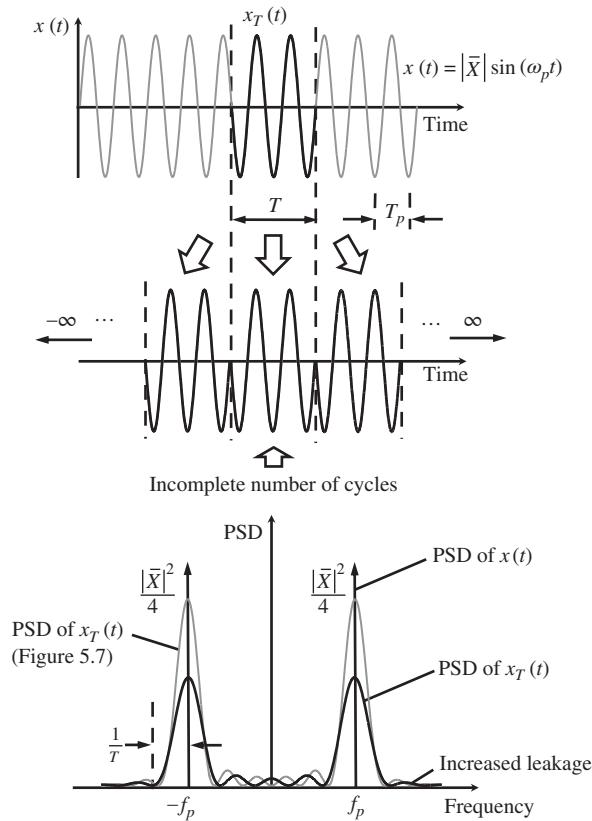 x (t)
x_T (t)
x (t) = |X̄| sin (ω_p t)
Time
T
T_p
−∞ ...
... ∞
Time
Incomplete number of cycles
PSD
PSD of x (t)
|X̄|²/4
|X̄|²/4
PSD of x_T (t)
(Figure 5.7)
PSD of x_T (t)
1/T
Increased leakage
−f_p
f_p
Frequency